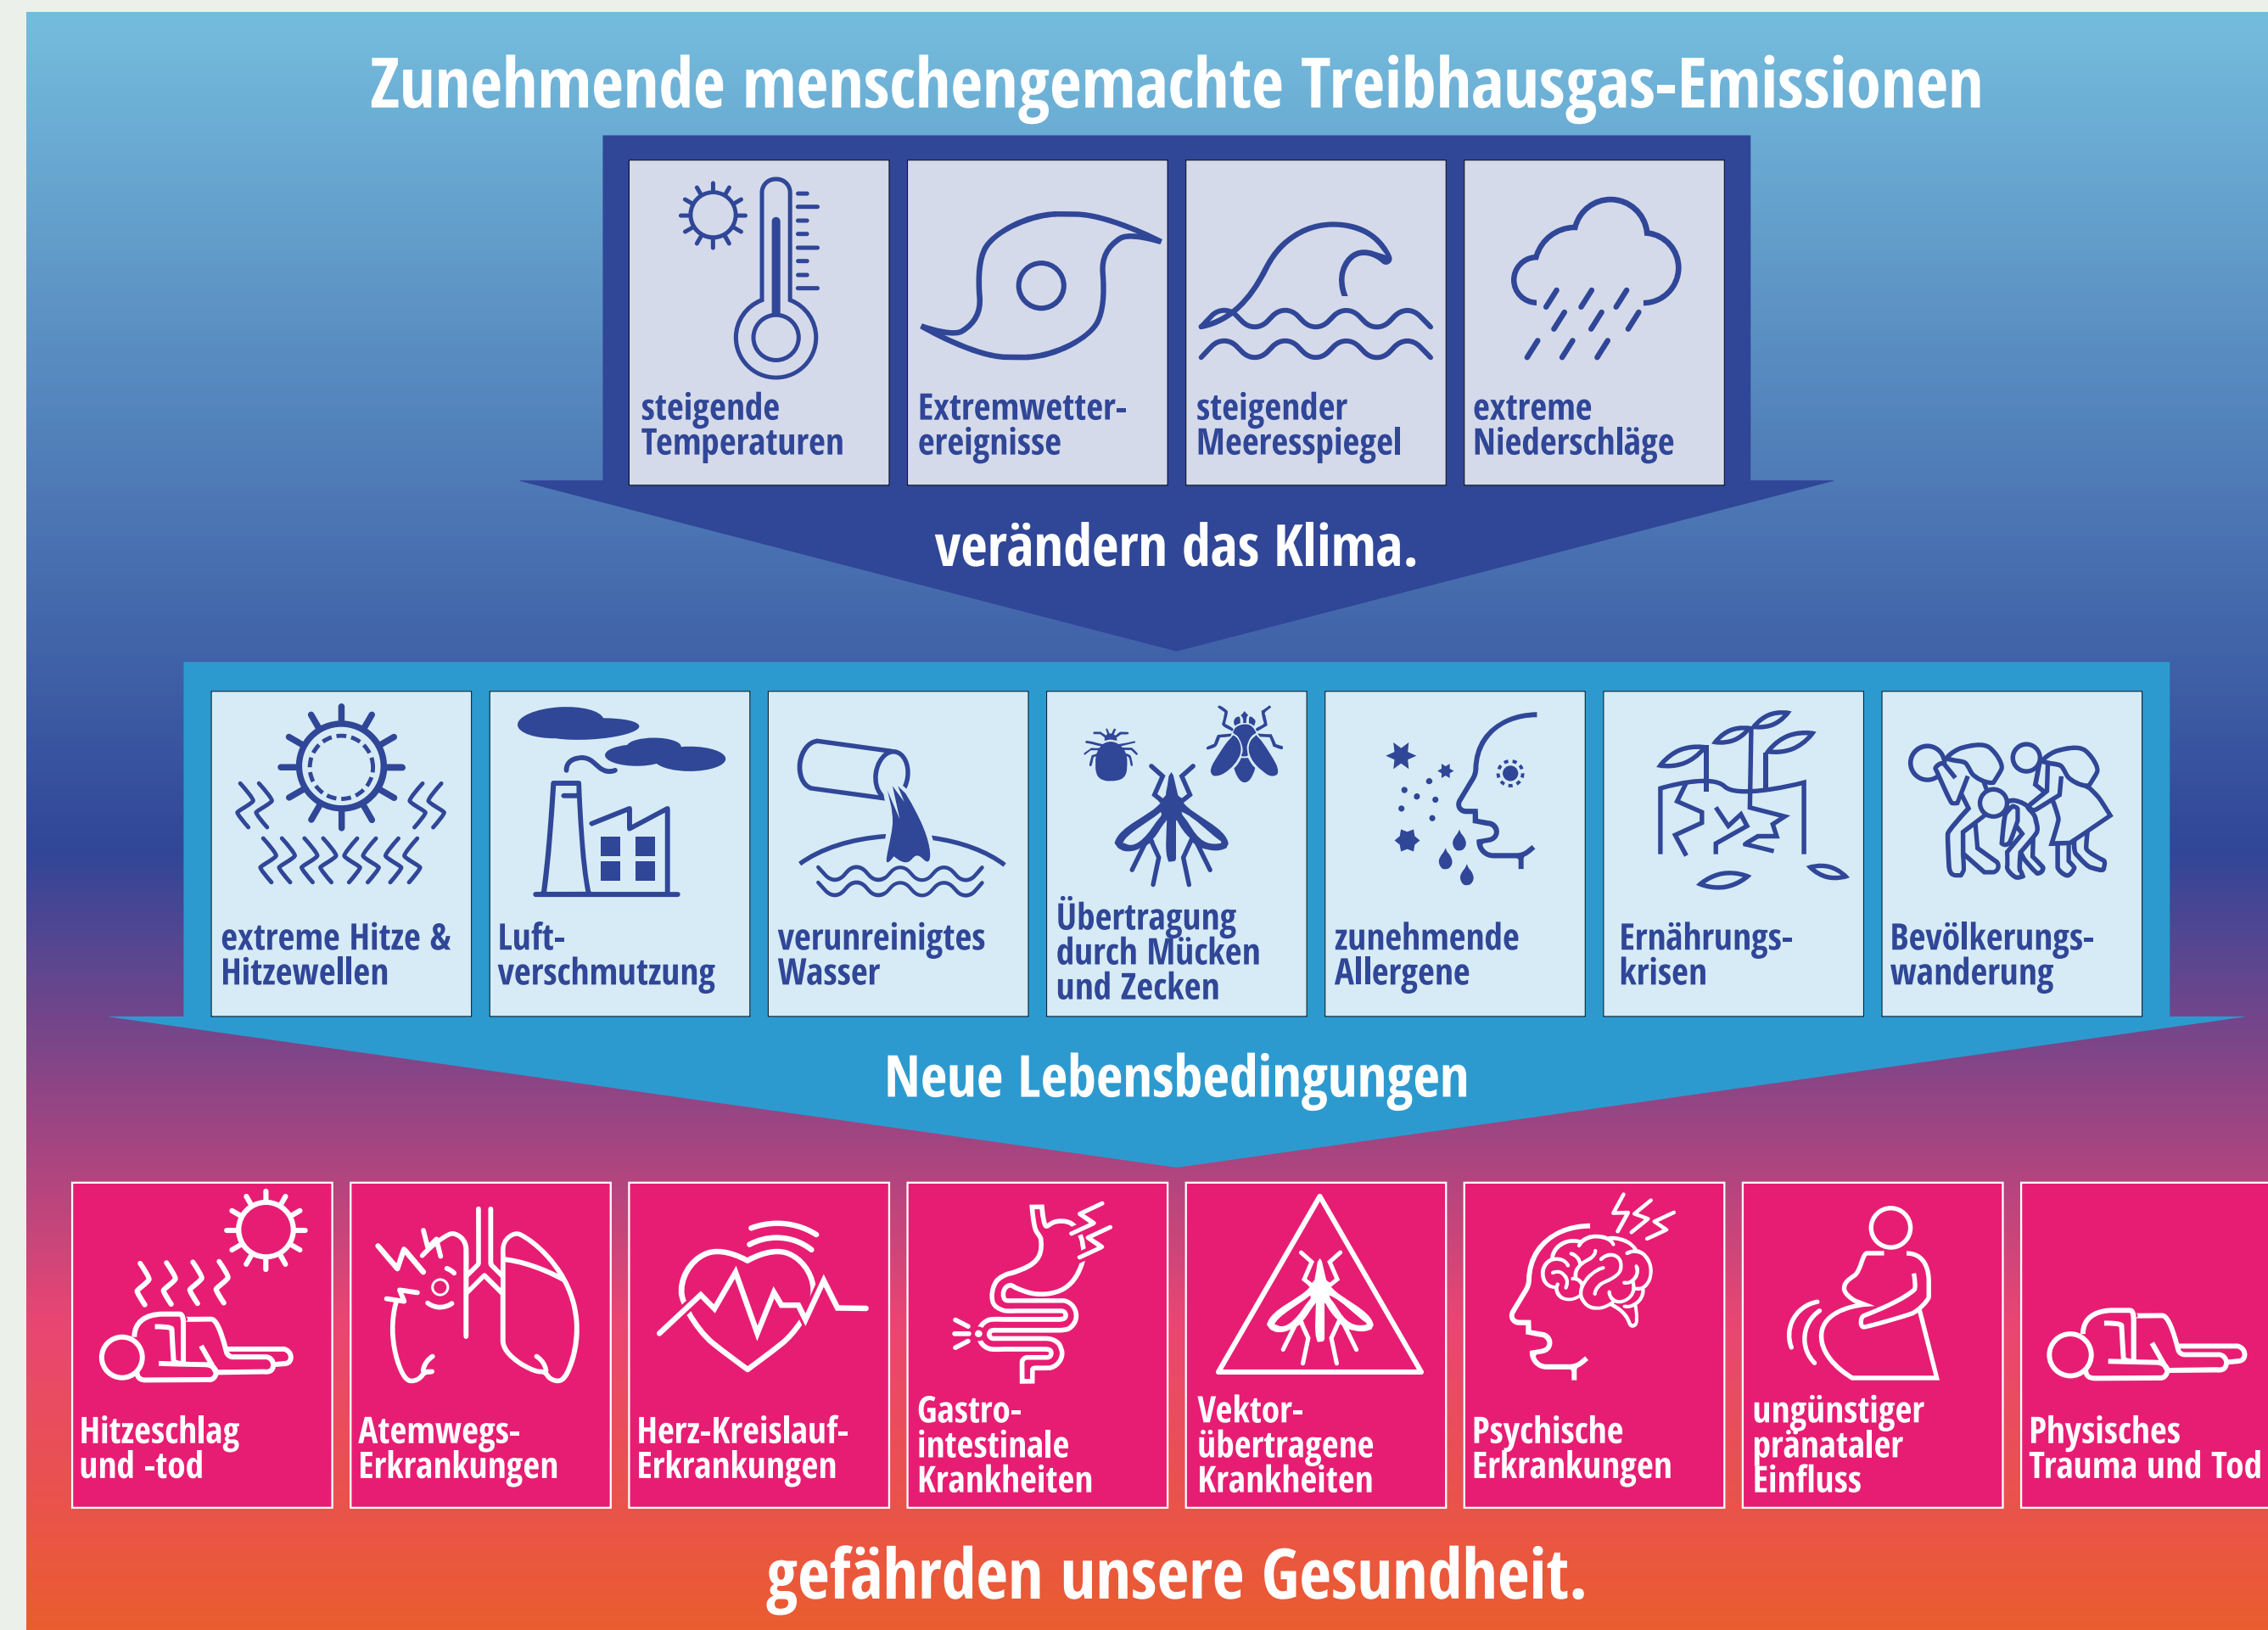 Zunehmende menschengemachte Treibhausgas-Emissionen
steigende
Temperaturen
Extremwetter-
ereignisse
steigender
Meeresspiegel
extreme
Niederschläge
verändern das Klima.
extreme Hitze &
Hitzewellen
Luft-
verschmutzung
verunreinigtes
Wasser
Übertragung
durch Mücken
und Zecken
zunehmende
Allergene
Ernährungs-
krisen
Bevölkerungs-
wanderung
Neue Lebensbedingungen
Hitzeschlag
und -tod
Atemwegs-
Erkrankungen
Herz-Kreislauf-
Erkrankungen
Gastro-
intestinale
Krankheiten
Vektor-
übertragene
Krankheiten
Psychische
Erkrankungen
ungünstiger
pränataler
Einfluss
Physisches
Trauma und Tod
gefährden unsere Gesundheit.